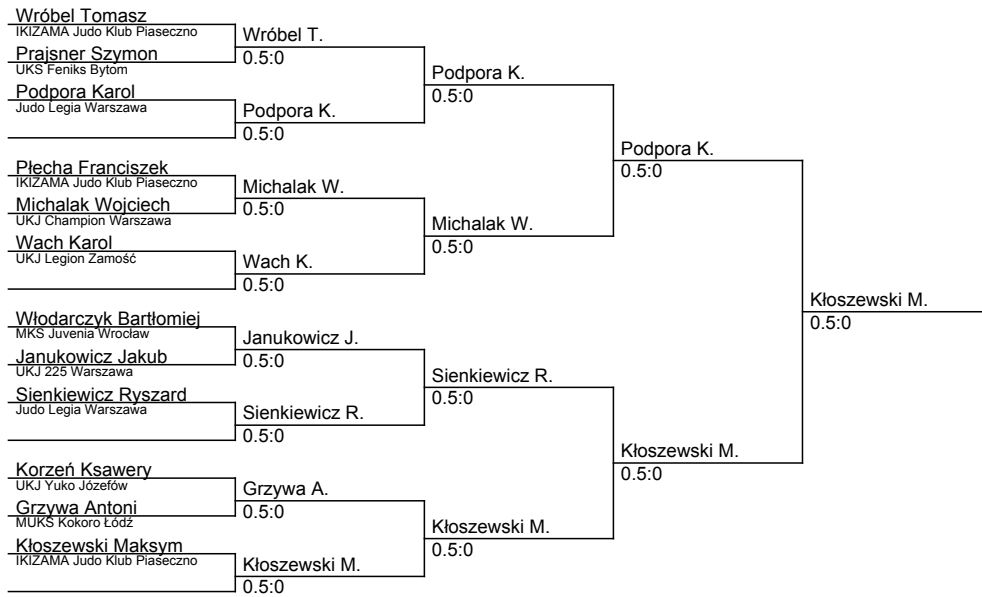 Wróbel Tomasz
IKIZAMA Judo Klub Piaseczno
Prajsner Szymon
UKS Feniks Bytom
Podpora Karol
Judo Legia Warszawa
Płecha Franciszek
IKIZAMA Judo Klub Piaseczno
Michalak Wojciech
UKJ Champion Warszawa
Wach Karol
UKJ Legion Zamość
Włodarczyk Bartłomiej
MKS Juvenia Wrocław
Janukowicz Jakub
UKJ 225 Warszawa
Sienkiewicz Ryszard
Judo Legia Warszawa
Korzeń Ksawery
UKJ Yuko Józefów
Grzywa Antoni
MUKS Kokoro Łódź
Kłoszewski Maksym
IKIZAMA Judo Klub Piaseczno
Wróbel T.
0.5:0
Podpora K.
0.5:0
Michalak W.
0.5:0
Wach K.
0.5:0
Janukowicz J.
0.5:0
Sienkiewicz R.
0.5:0
Grzywa A.
0.5:0
Kłoszewski M.
0.5:0
Podpora K.
0.5:0
Michalak W.
0.5:0
Sienkiewicz R.
0.5:0
Kłoszewski M.
0.5:0
Podpora K.
0.5:0
Kłoszewski M.
0.5:0
Kłoszewski M.
0.5:0